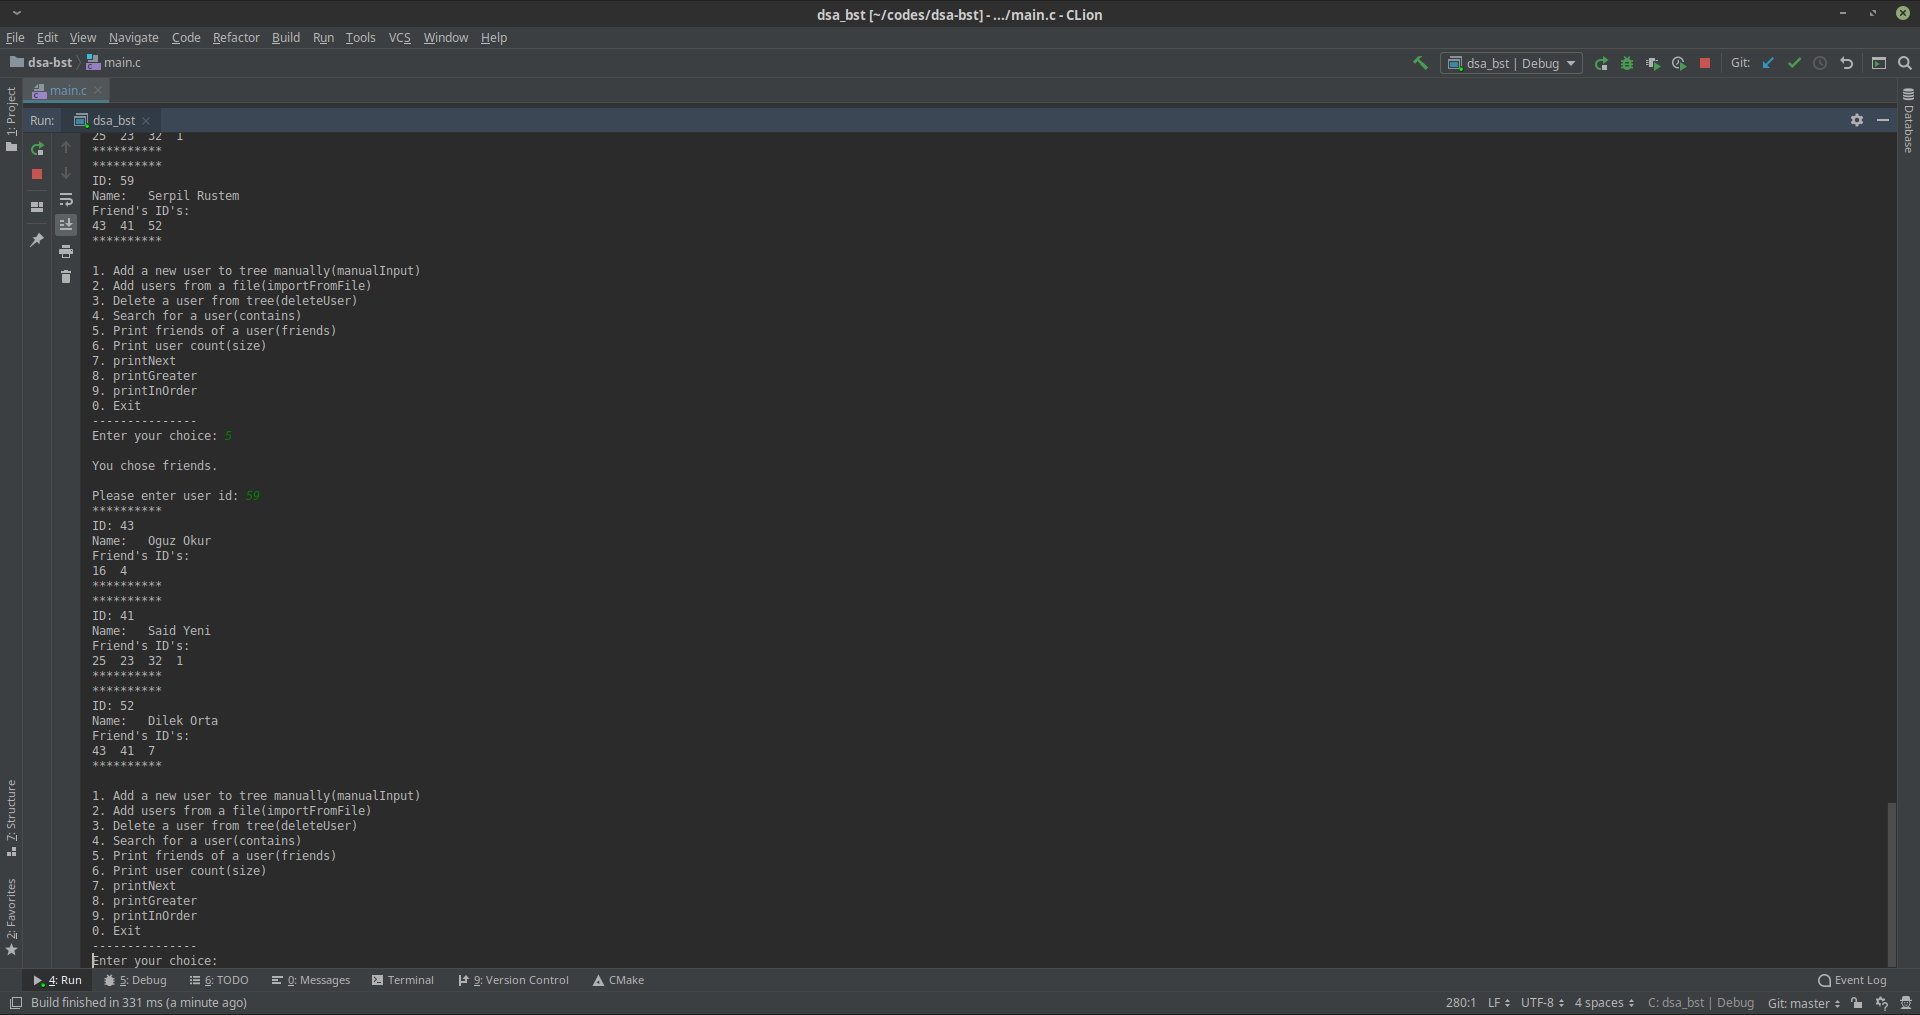 dsa_bst [~/codes/dsa-bst] - .../main.c - CLion
File Edit View Navigate Code Refactor Build Run Tools VCS Window Help
dsa-bst main.c dsa_bst | Debug Git:
main.c
1: Project
Database
Run: dsa_bst
25  23  32  1
**********
**********
ID: 59
Name:   Serpil Rustem
Friend's ID's:
43  41  52
**********
1. Add a new user to tree manually(manualInput)
2. Add users from a file(importFromFile)
3. Delete a user from tree(deleteUser)
4. Search for a user(contains)
5. Print friends of a user(friends)
6. Print user count(size)
7. printNext
8. printGreater
9. printInOrder
0. Exit
---------------
Enter your choice: 5
You chose friends.
Please enter user id: 59
**********
ID: 43
Name:   Oguz Okur
Friend's ID's:
16  4
**********
**********
ID: 41
Name:   Said Yeni
Friend's ID's:
25  23  32  1
**********
**********
ID: 52
Name:   Dilek Orta
Friend's ID's:
43  41  7
**********
1. Add a new user to tree manually(manualInput)
2. Add users from a file(importFromFile)
3. Delete a user from tree(deleteUser)
4. Search for a user(contains)
5. Print friends of a user(friends)
6. Print user count(size)
7. printNext
8. printGreater
9. printInOrder
0. Exit
---------------
Enter your choice:
7: Structure
2: Favorites
4: Run 5: Debug 6: TODO 0: Messages Terminal 9: Version Control CMake Event Log
Build finished in 331 ms (a minute ago) 280:1 LF UTF-8 4 spaces C: dsa_bst | Debug Git: master